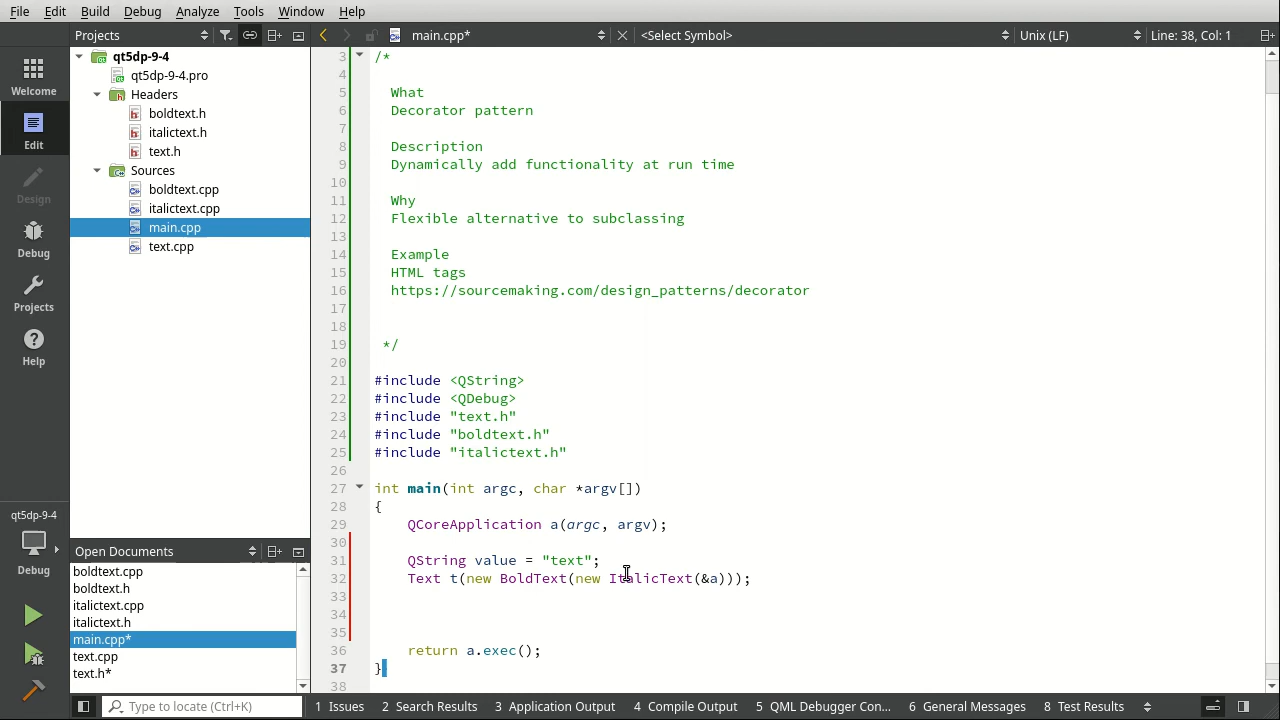 File Edit Build Debug Analyze Tools Window Help
Projects
main.cpp*
<Select Symbol>
Unix (LF)
Line: 38, Col: 1
Welcome
Edit
Design
Debug
Projects
Help
qt5dp-9-4
Debug
qt5dp-9-4
qt5dp-9-4.pro
Headers
boldtext.h
italictext.h
text.h
Sources
boldtext.cpp
italictext.cpp
main.cpp
text.cpp
Open Documents
boldtext.cpp
boldtext.h
italictext.cpp
italictext.h
main.cpp*
text.cpp
text.h*
3 /*
4
5 What
6 Decorator pattern
7
8 Description
9 Dynamically add functionality at run time
10
11 Why
12 Flexible alternative to subclassing
13
14 Example
15 HTML tags
16 https://sourcemaking.com/design_patterns/decorator
17
18
19 */
20
21 #include <QString>
22 #include <QDebug>
23 #include "text.h"
24 #include "boldtext.h"
25 #include "italictext.h"
26
27 int main(int argc, char *argv[])
28 {
29 QCoreApplication a(argc, argv);
30
31 QString value = "text";
32 Text t(new BoldText(new ItalicText(&a)));
33
34
35
36 return a.exec();
37 }
38
Type to locate (Ctrl+K)
1 Issues
2 Search Results
3 Application Output
4 Compile Output
5 QML Debugger Con...
6 General Messages
8 Test Results